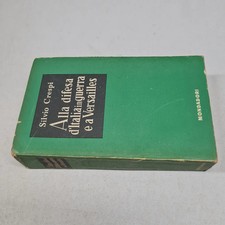 Silvio Crespi
Alla difesa
d'Italia in guerra
e a Versailles
MONDADORI